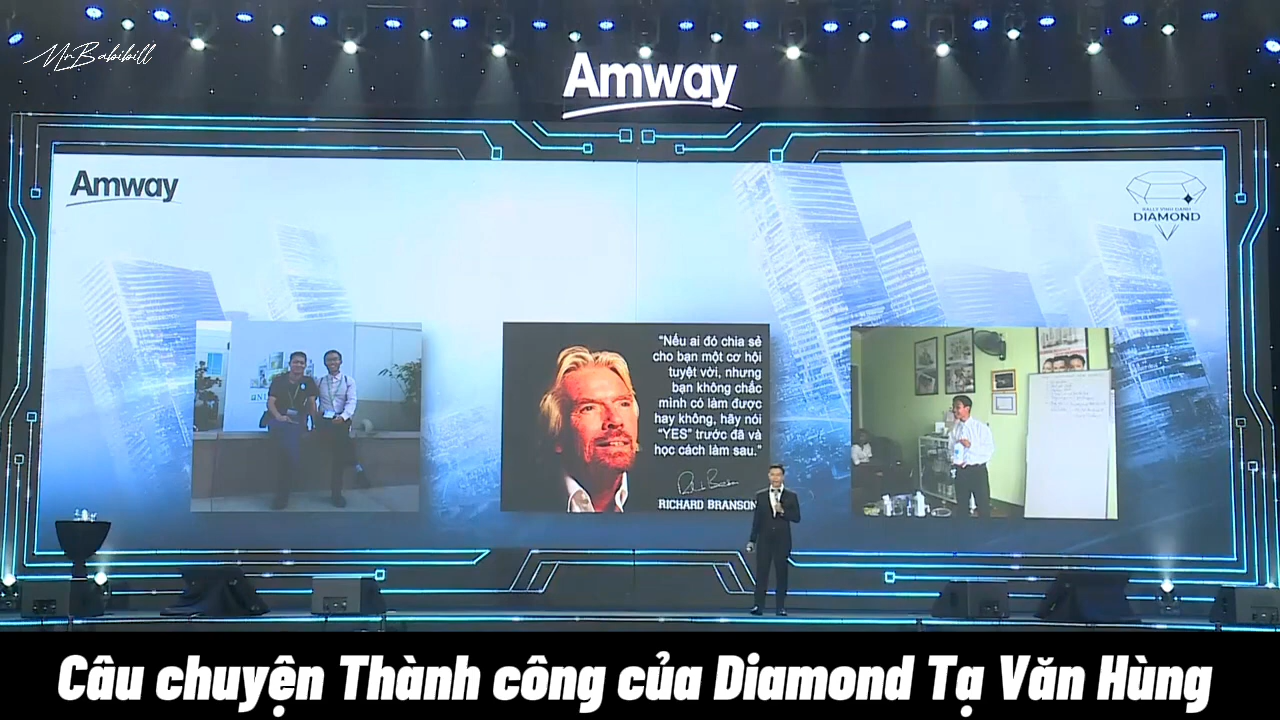 MrBabibill
Amway
Amway
DIAMOND
“Nếu ai đó chia sẻ
cho bạn một cơ hội
tuyệt vời, nhưng
bạn không chắc
mình có làm được
hay không, hãy nói
“YES” trước đã và
học cách làm sau.”
RICHARD BRANSON
Câu chuyện Thành công của Diamond Tạ Văn Hùng